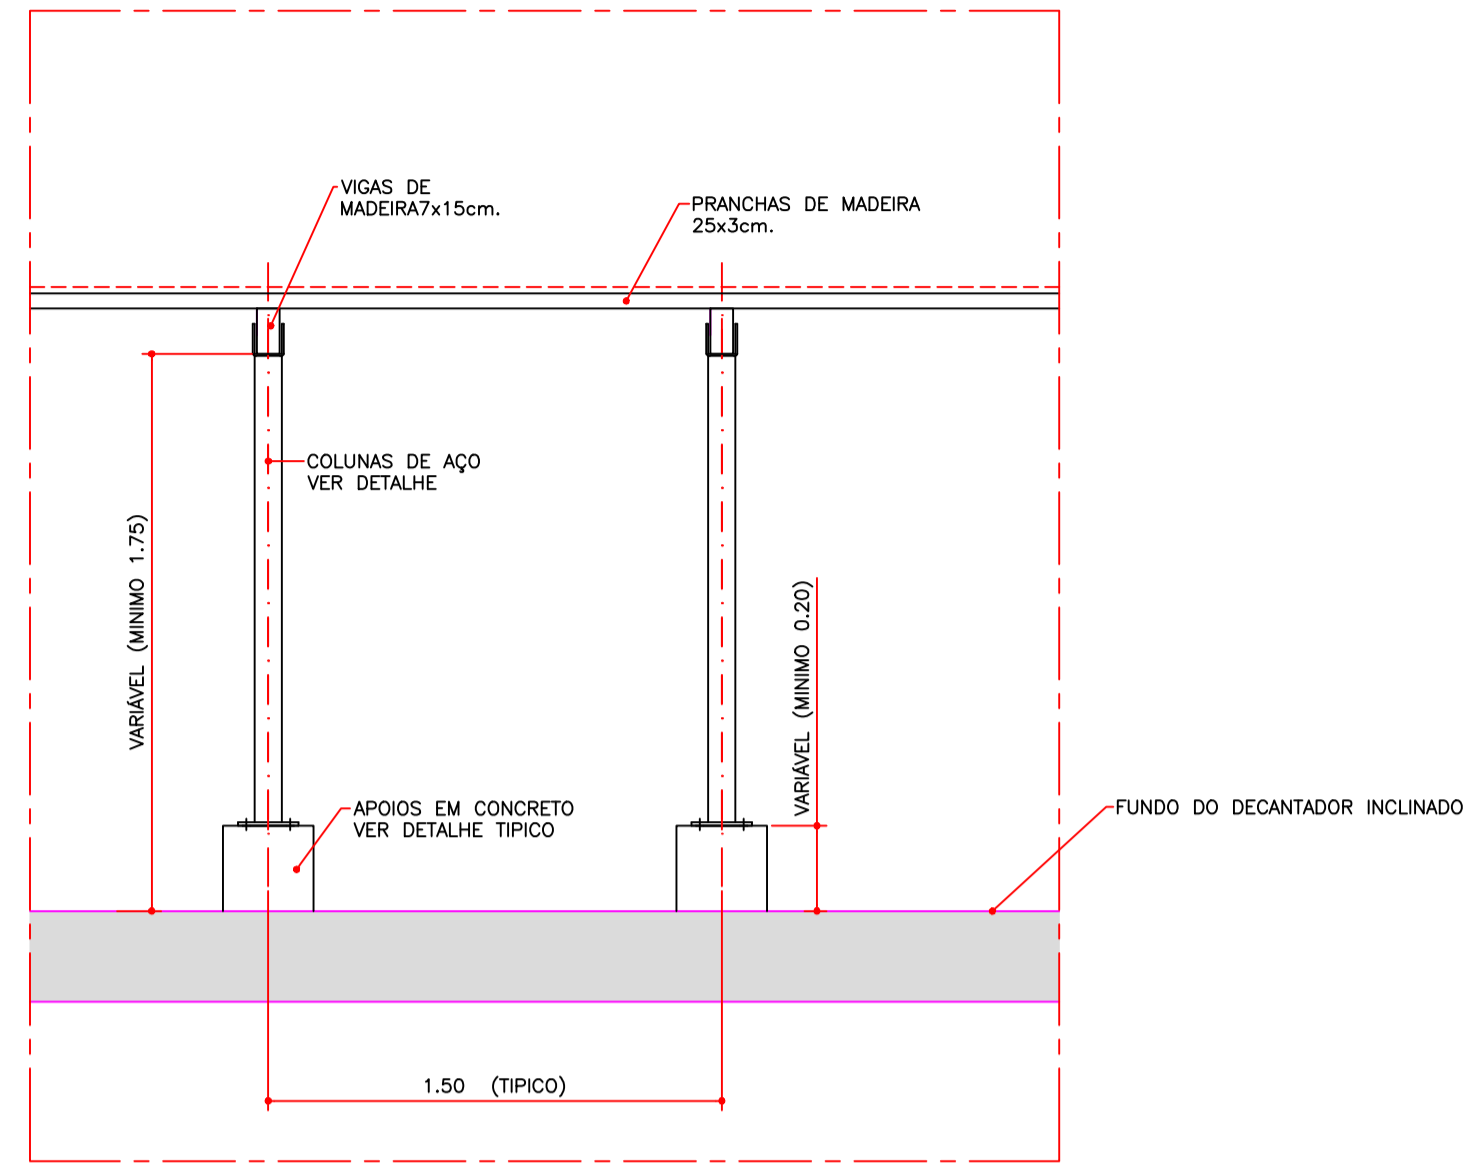 VIGAS DE
MADEIRA7x15cm.
PRANCHAS DE MADEIRA
25x3cm.
COLUNAS DE AÇO
VER DETALHE
VARIÁVEL (MINIMO 1.75)
VARIÁVEL (MINIMO 0.20)
APOIOS EM CONCRETO
VER DETALHE TIPICO
FUNDO DO DECANTADOR INCLINADO
1.50 (TIPICO)